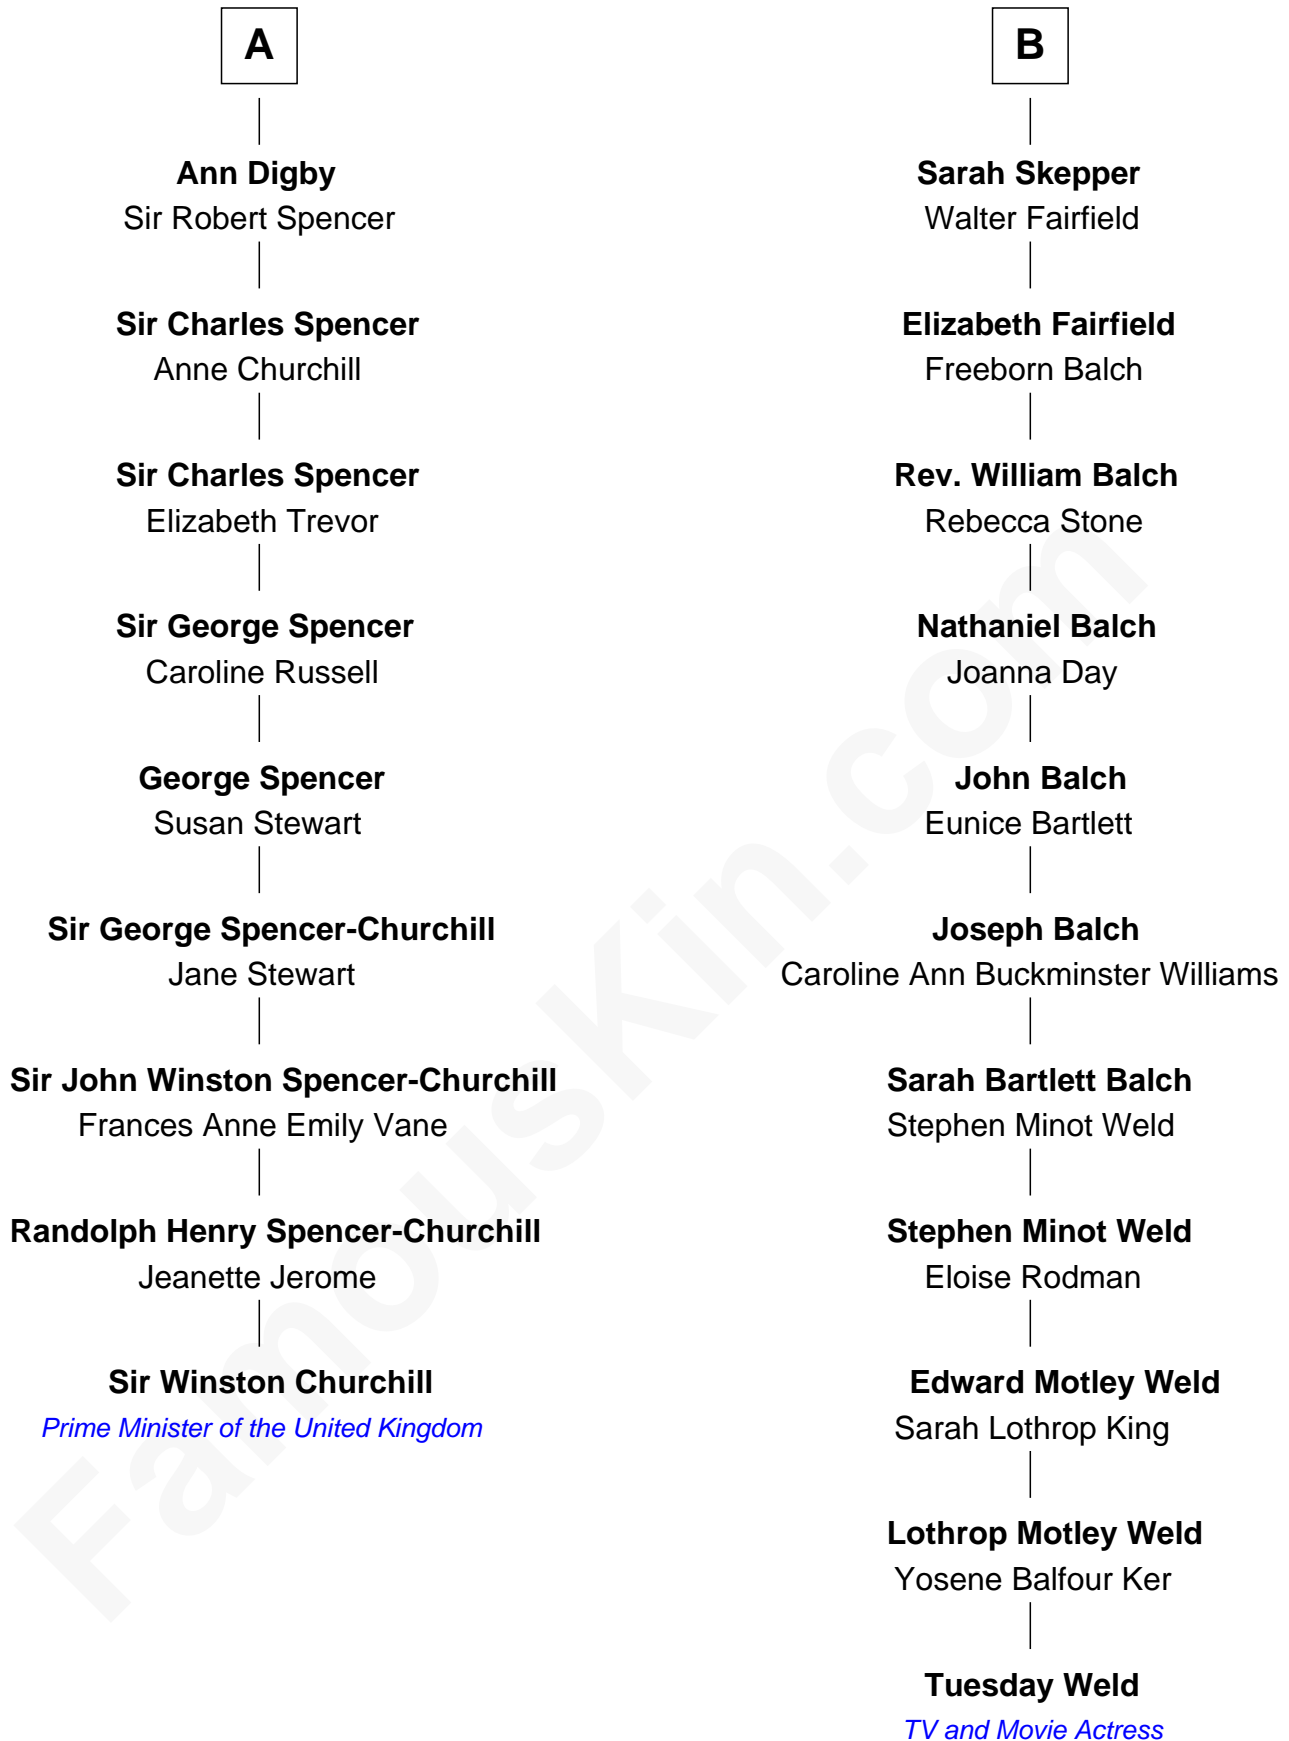 A
Ann Digby
Sir Robert Spencer
Sir Charles Spencer
Anne Churchill
Sir Charles Spencer
Elizabeth Trevor
Sir George Spencer
Caroline Russell
George Spencer
Susan Stewart
Sir George Spencer-Churchill
Jane Stewart
Sir John Winston Spencer-Churchill
Frances Anne Emily Vane
Randolph Henry Spencer-Churchill
Jeanette Jerome
Sir Winston Churchill
Prime Minister of the United Kingdom
B
Sarah Skepper
Walter Fairfield
Elizabeth Fairfield
Freeborn Balch
Rev. William Balch
Rebecca Stone
Nathaniel Balch
Joanna Day
John Balch
Eunice Bartlett
Joseph Balch
Caroline Ann Buckminster Williams
Sarah Bartlett Balch
Stephen Minot Weld
Stephen Minot Weld
Eloise Rodman
Edward Motley Weld
Sarah Lothrop King
Lothrop Motley Weld
Yosene Balfour Ker
Tuesday Weld
TV and Movie Actress
FamousKin.com